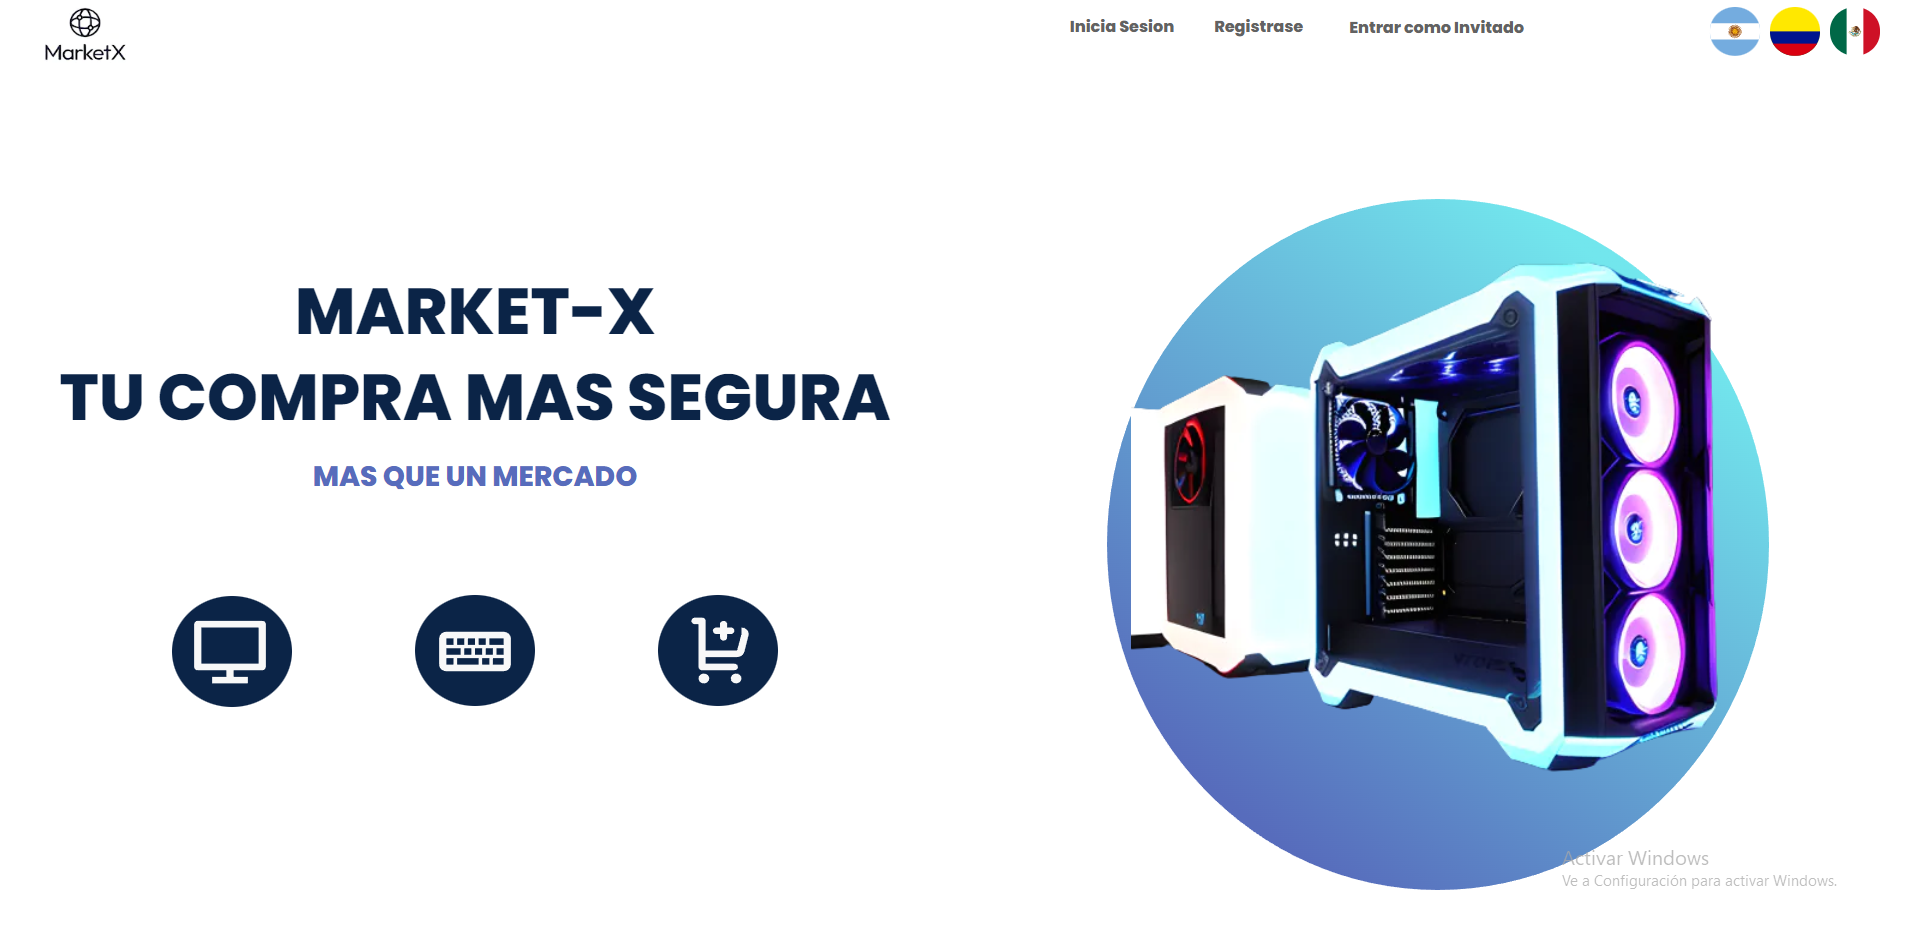 MarketX
Inicia Sesion
Registrase
Entrar como Invitado
MARKET-X
TU COMPRA MAS SEGURA
MAS QUE UN MERCADO
Activar Windows
Ve a Configuración para activar Windows.